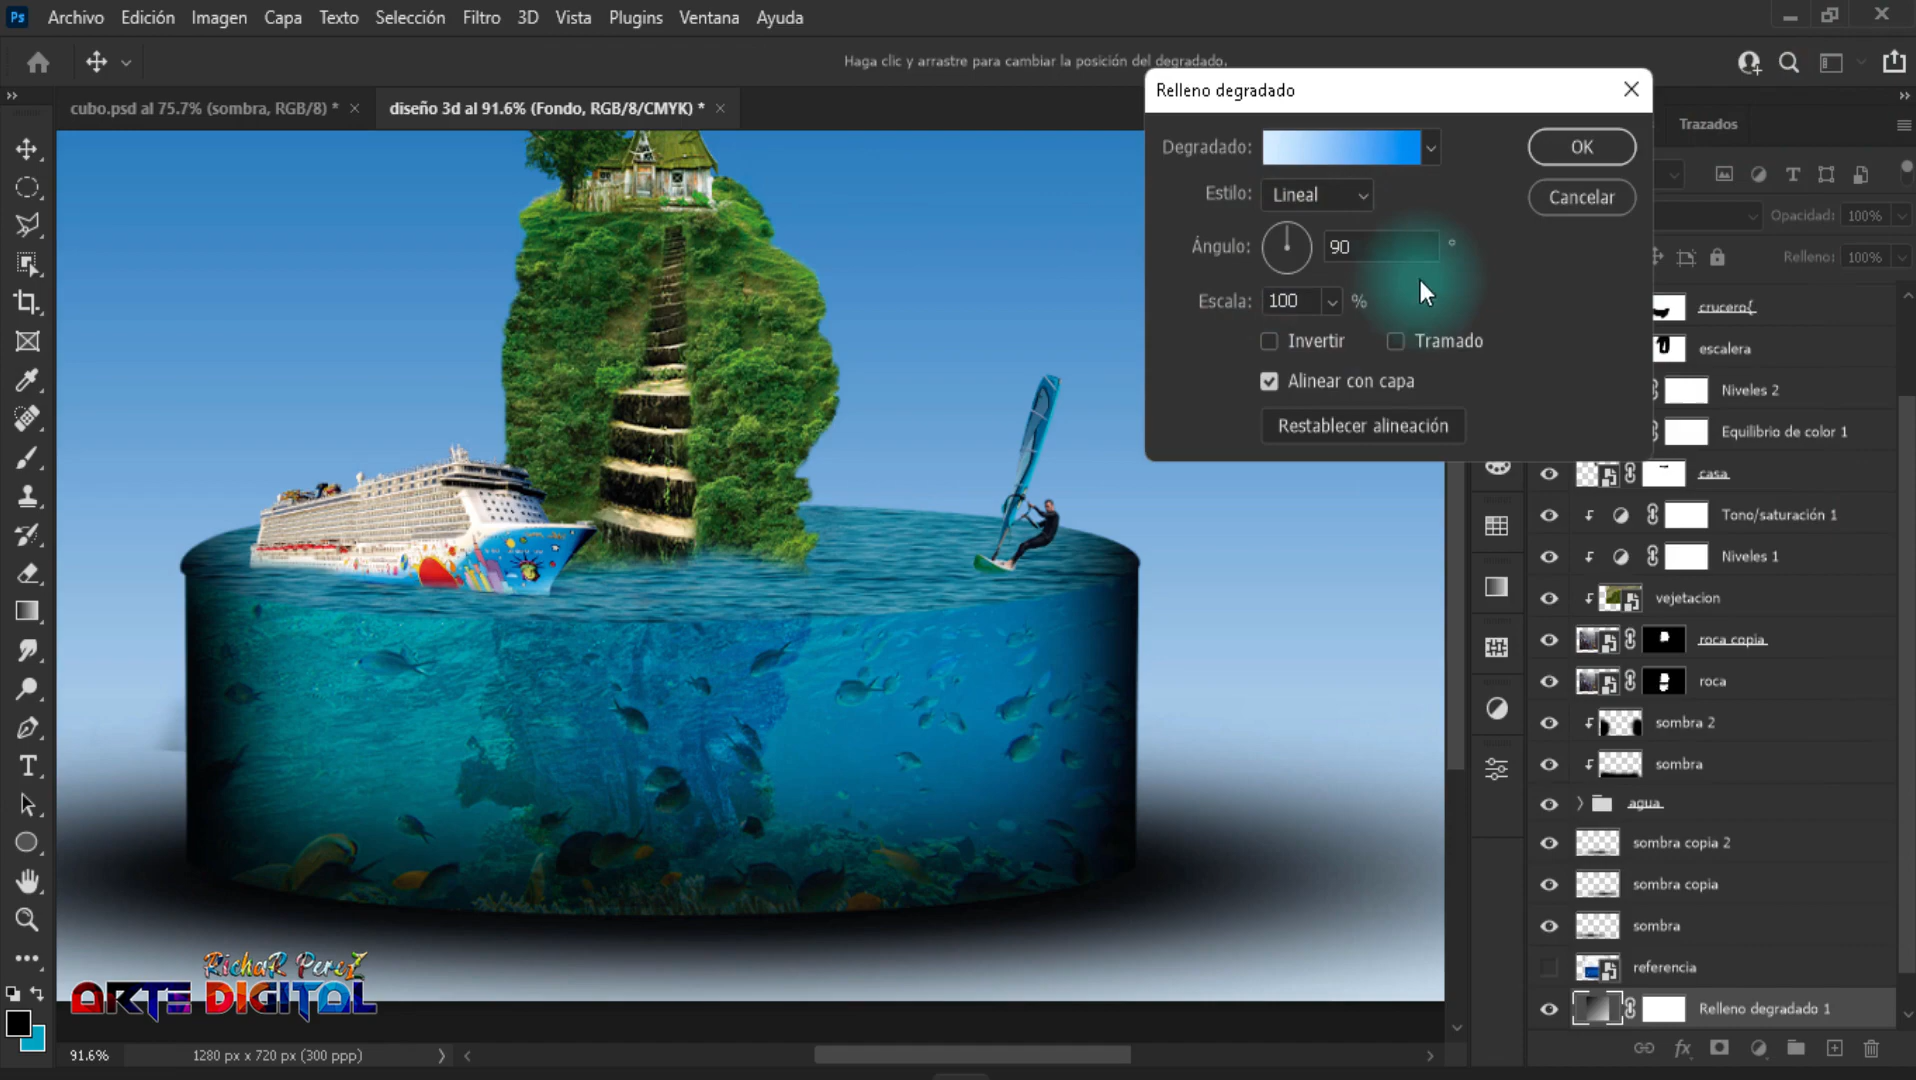 Ps Archivo Edición Imagen Capa Texto Selección Filtro 3D Vista Plugins Ventana Ayuda
Haga clic y arrastre para cambiar la posición del degradado.
cubo.psd al 75.7% (sombra, RGB/8) *
diseño 3d al 91.6% (Fondo, RGB/8/CMYK) *
Relleno degradado
Degradado:
OK
Estilo: Lineal
Cancelar
Ángulo: 90 °
Escala: 100 %
Invertir Tramado
Alinear con capa
Restablecer alineación
Trazados
Opacidad: 100%
Relleno: 100%
crucero{
escalera
Niveles 2
Equilibrio de color 1
casa
Tono/saturación 1
Niveles 1
vejetacion
roca copia
roca
sombra 2
sombra
agua
sombra copia 2
sombra copia
sombra
referencia
Relleno degradado 1
RichaR PereZ
ARTE DIGITAL
91.6% 1280 px x 720 px (300 ppp)
fx